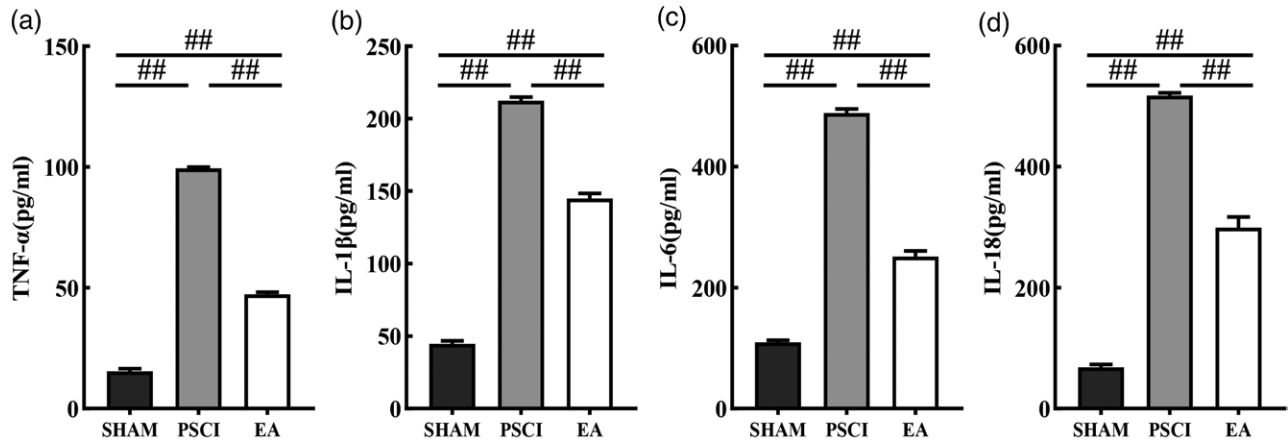 (a)
TNF-α(pg/ml)
150
100
50
0
##
##
##
SHAM
PSCI
EA
(b)
IL-1β(pg/ml)
250
200
150
100
50
0
##
##
##
SHAM
PSCI
EA
(c)
IL-6(pg/ml)
600
400
200
0
##
##
##
SHAM
PSCI
EA
(d)
IL-18(pg/ml)
600
400
200
0
##
##
##
SHAM
PSCI
EA